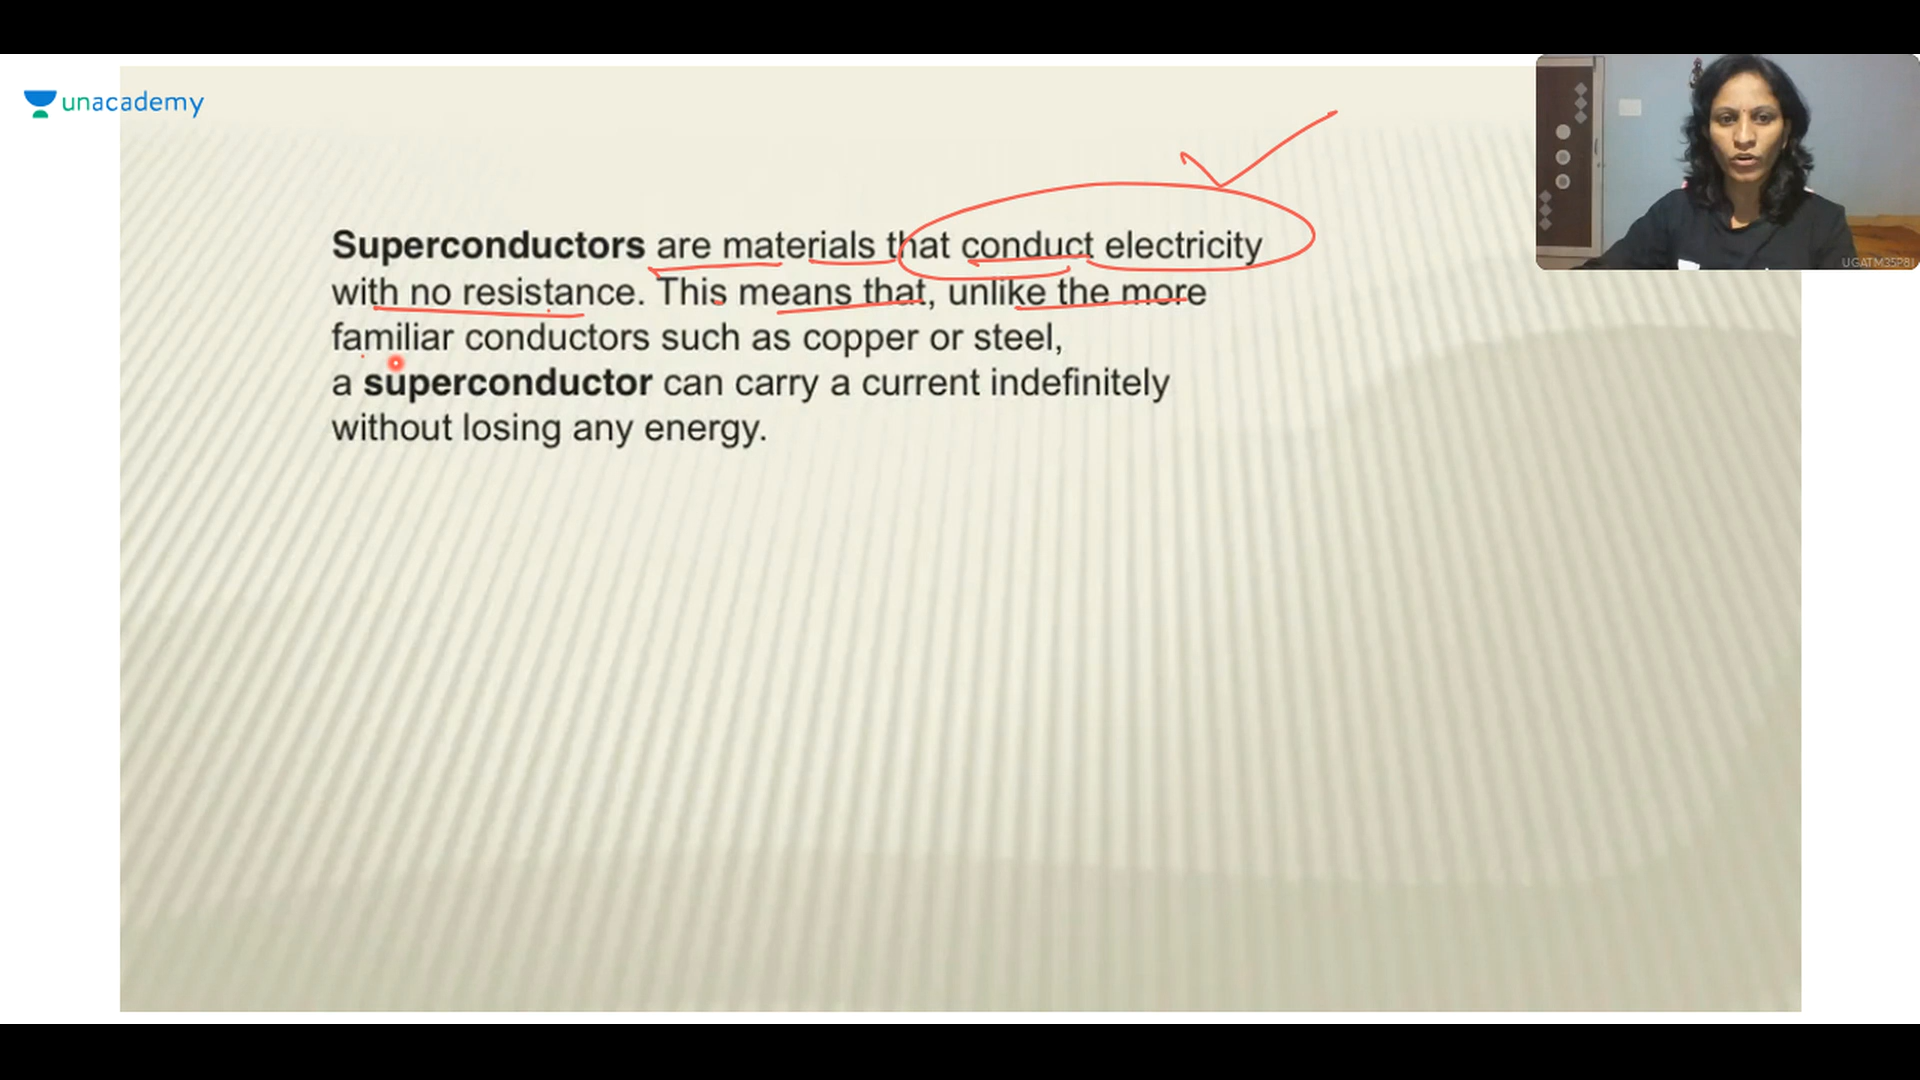 unacademy
Superconductors are materials that conduct electricity
with no resistance. This means that, unlike the more
familiar conductors such as copper or steel,
a superconductor can carry a current indefinitely
without losing any energy.
UGATM35P8I